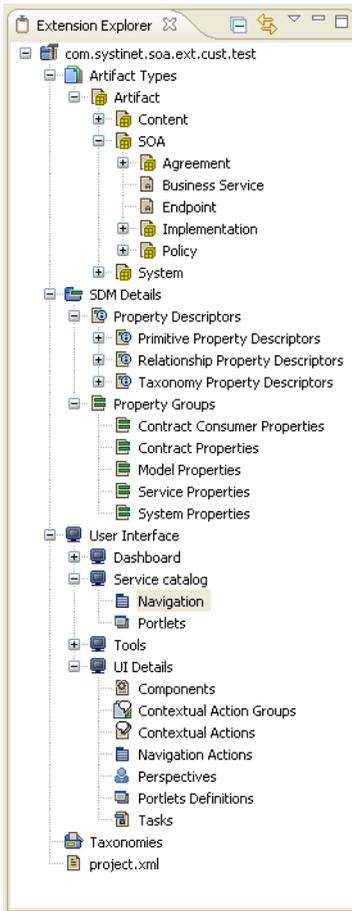 Extension Explorer
com.systinet.soa.ext.cust.test
Artifact Types
Artifact
Content
SOA
Agreement
Business Service
Endpoint
Implementation
Policy
System
SDM Details
Property Descriptors
Primitive Property Descriptors
Relationship Property Descriptors
Taxonomy Property Descriptors
Property Groups
Contract Consumer Properties
Contract Properties
Model Properties
Service Properties
System Properties
User Interface
Dashboard
Service catalog
Navigation
Portlets
Tools
UI Details
Components
Contextual Action Groups
Contextual Actions
Navigation Actions
Perspectives
Portlets Definitions
Tasks
Taxonomies
project.xml